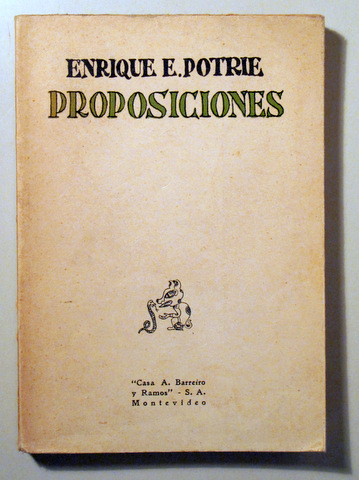 ENRIQUE E. POTRIE
PROPOSICIONES
"Casa A. Barreiro
y Ramos" - S. A.
Montevideo